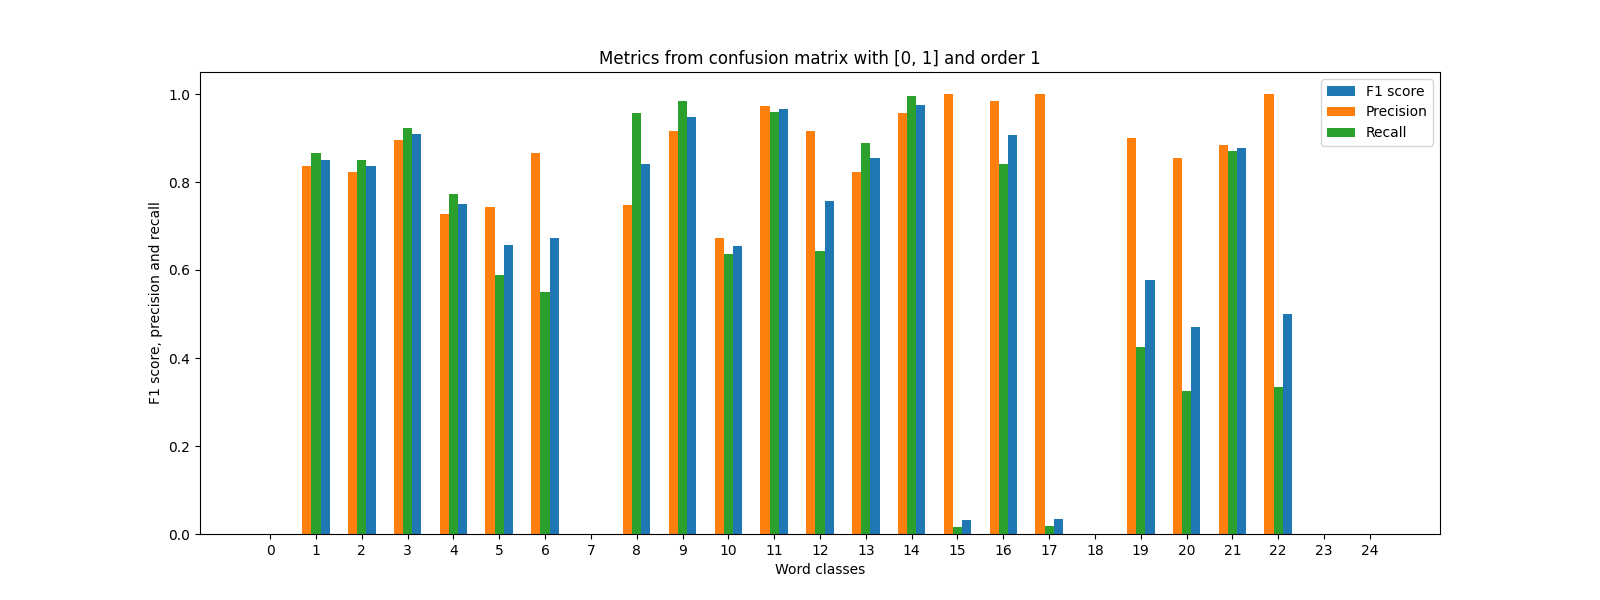 Metrics from confusion matrix with [0, 1] and order 1
F1 score
Precision
Recall
F1 score, precision and recall
1.0
0.8
0.6
0.4
0.2
0.0
0 1 2 3 4 5 6 7 8 9 10 11 12 13 14 15 16 17 18 19 20 21 22 23 24
Word classes